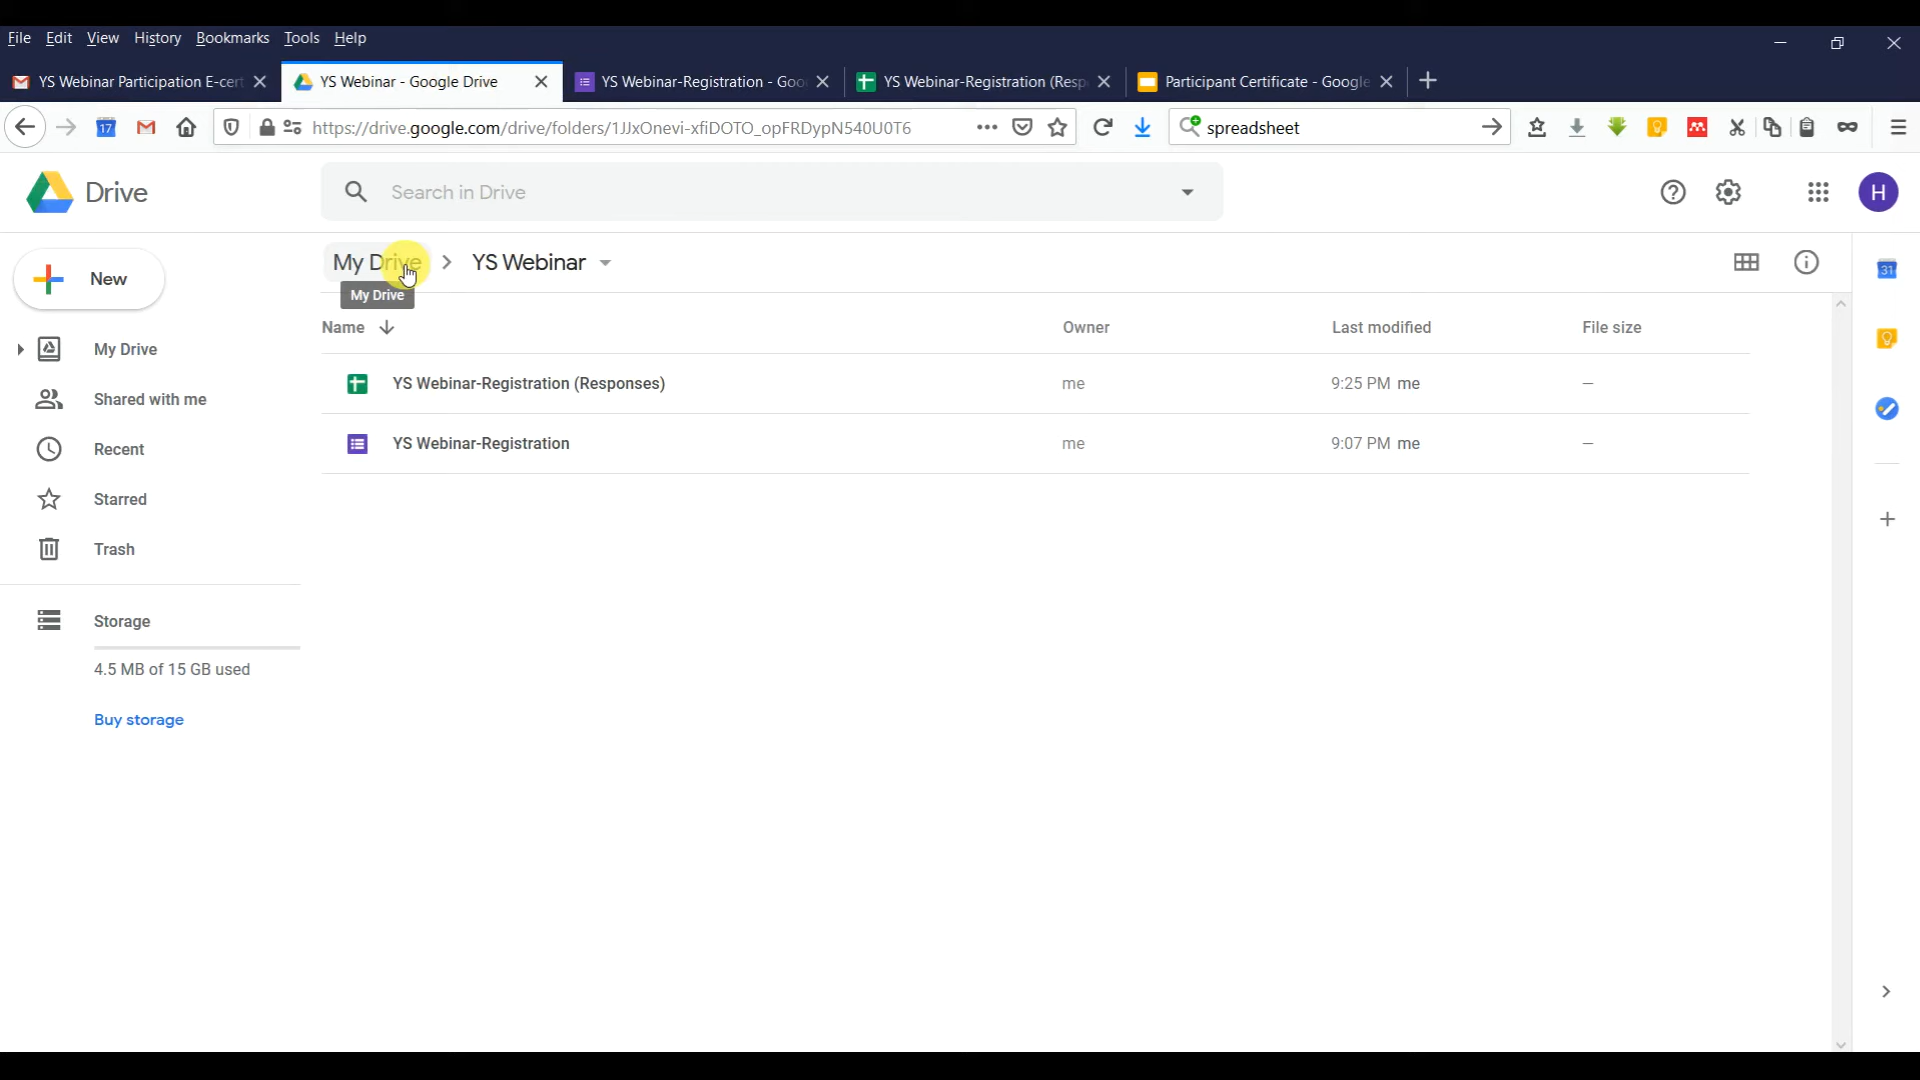 File Edit View History Bookmarks Tools Help
YS Webinar Participation E-cert
YS Webinar - Google Drive
YS Webinar-Registration - Goo
YS Webinar-Registration (Resp
Participant Certificate - Google
17
https://drive.google.com/drive/folders/1JJxOnevi-xfiDOTO_opFRDypN540U0T6
spreadsheet
Drive
Search in Drive
H
New
My Drive > YS Webinar
My Drive
31
Name
Owner
Last modified
File size
My Drive
YS Webinar-Registration (Responses)
me
9:25 PM me
—
Shared with me
YS Webinar-Registration
me
9:07 PM me
—
Recent
Starred
Trash
Storage
4.5 MB of 15 GB used
Buy storage